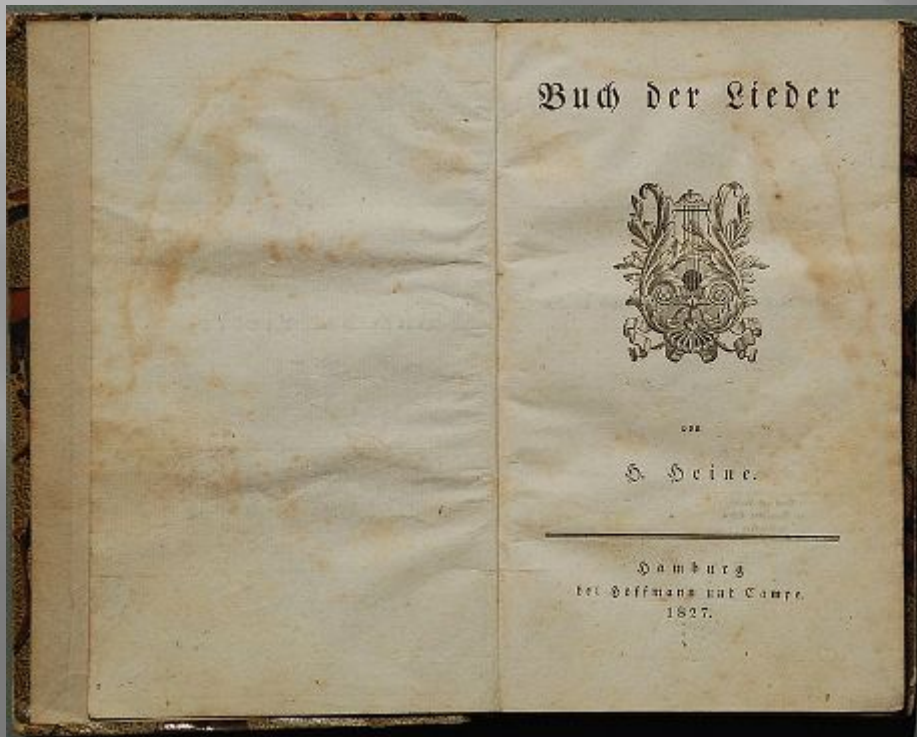 Buch der Lieder
von
H. Heine.
Hamburg
bei Hoffmann und Campe.
1827.